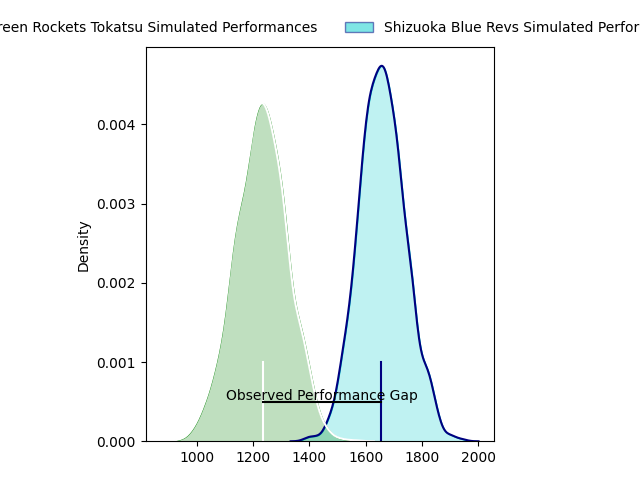 reen Rockets Tokatsu Simulated Performances
Shizuoka Blue Revs Simulated Perfor
0.004
0.003
0.002
0.001
0.000
Density
Observed Performance Gap
1000 1200 1400 1600 1800 2000